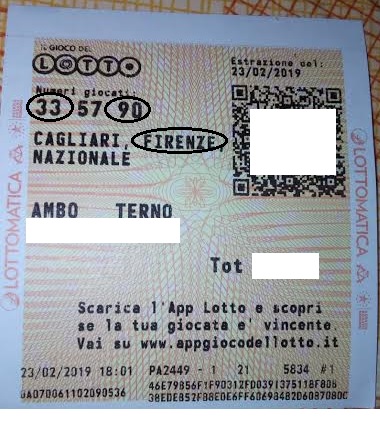 IL GIOCO DEL
LOTTO
Estrazione del:
23/02/2019
Numeri giocati:
33 57 90
CAGLIARI, FIRENZE
NAZIONALE
AMBO TERNO
Tot
Scarica l'App Lotto e scopri
se la tua giocata e' vincente.
Vai su www.appgiocodellotto.it
23/02/2019 18:01 PA2449 - 1 21 5834 #1
LOTTOMATICA
LOTTOMATICA